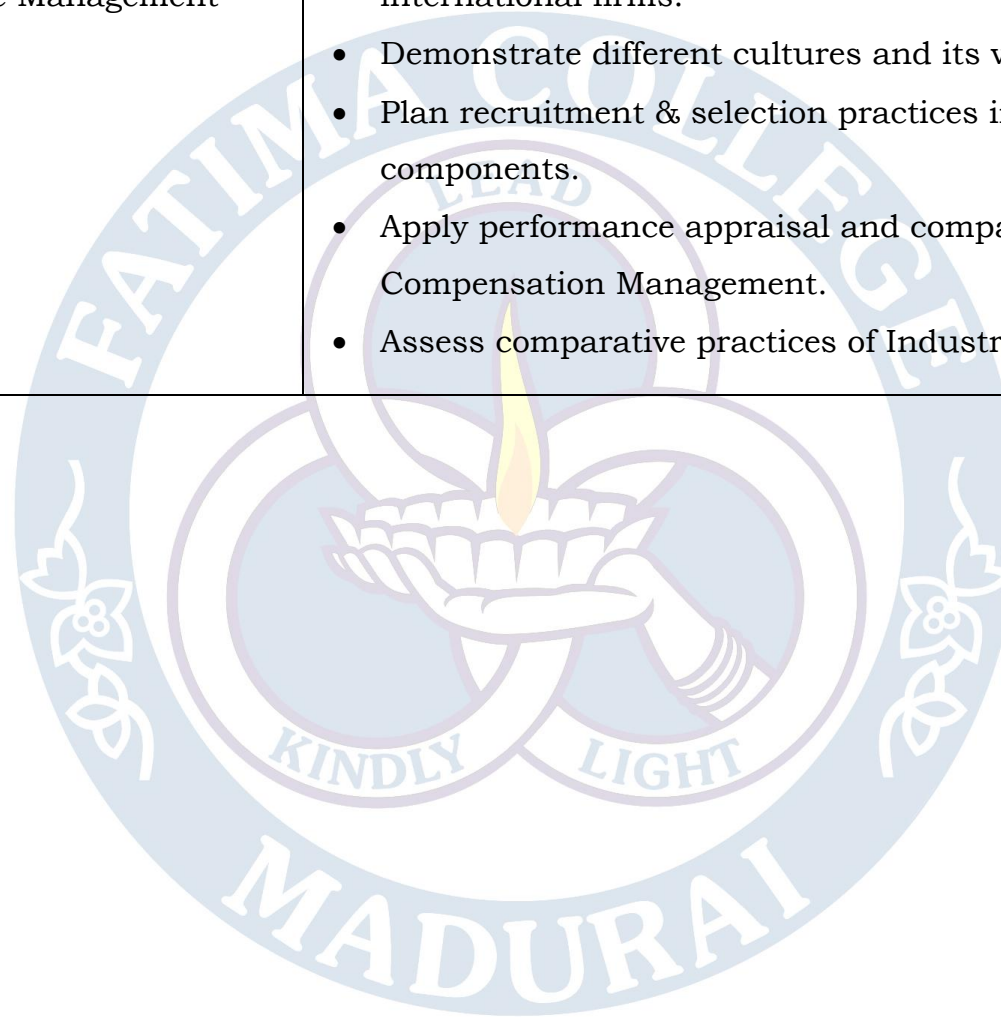 e Management
international firms.
• Demonstrate different cultures and its v
• Plan recruitment & selection practices i
components.
• Apply performance appraisal and compa
Compensation Management.
• Assess comparative practices of Industr
FATIMA COLLEGE
LEAD
KINDLY LIGHT
MADURAI